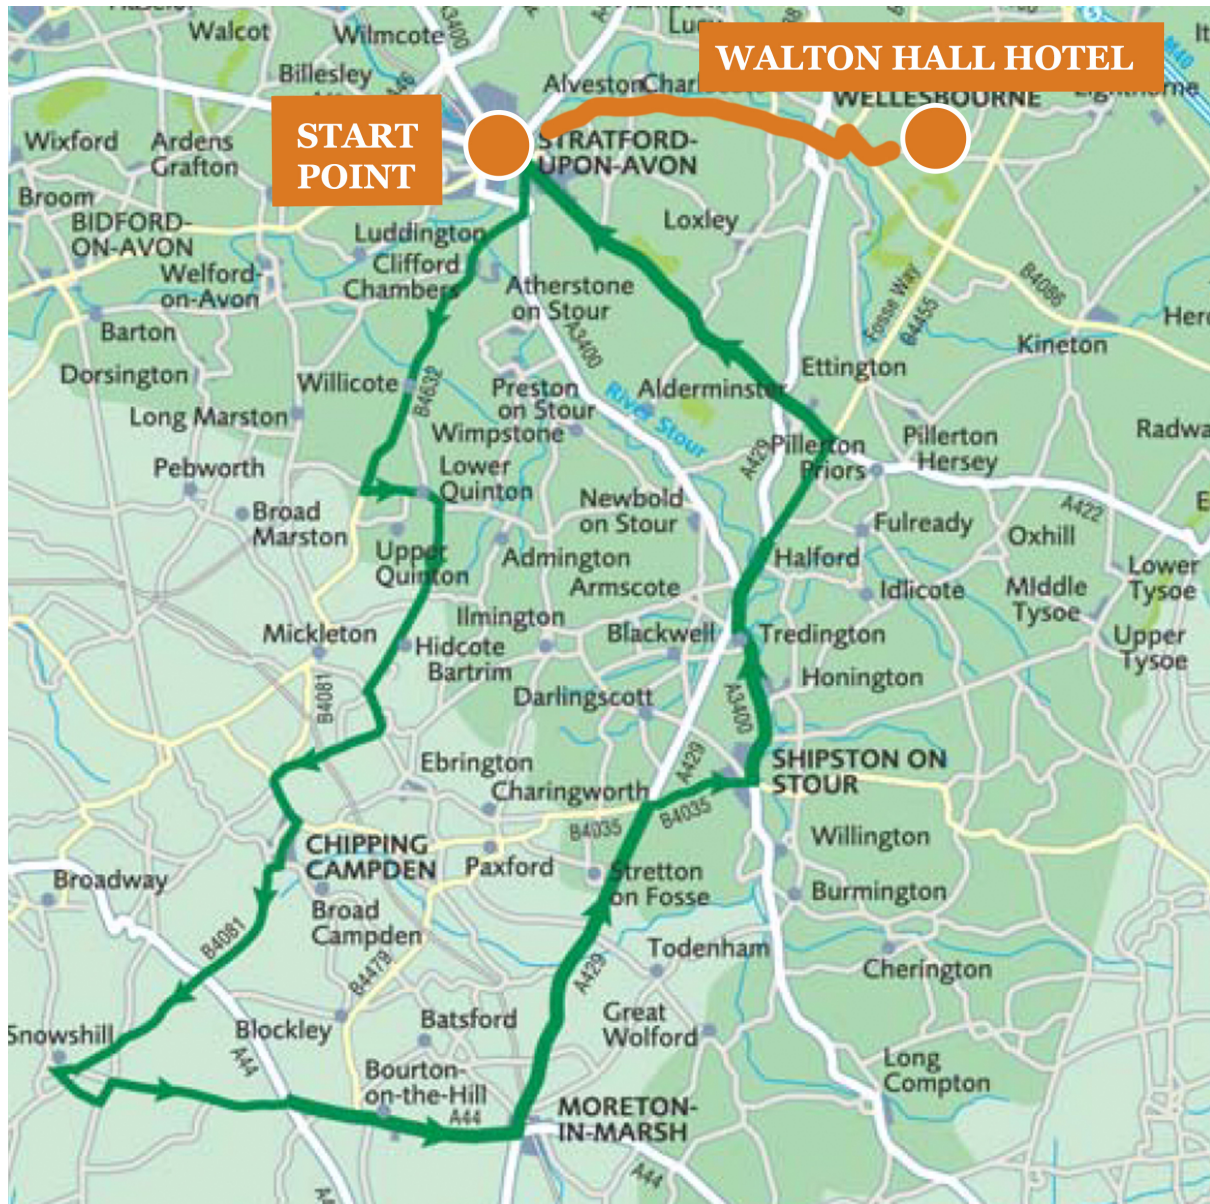 Walcot
Wilmcote
A3400
WALTON HALL HOTEL
M40
Billesley
A46
Alveston
WELLESBOURNE
START
POINT
STRATFORD-
UPON-AVON
Wixford
Ardens
Grafton
Broom
BIDFORD-
ON-AVON
Luddington
Loxley
Welford-
on-Avon
Clifford
Chambers
Atherstone
on Stour
Fosse Way
B4455
B4086
Barton
A3400
Kineton
Dorsington
Willicote
B4632
Preston
on Stour
Alderminster
Ettington
River Stour
Long Marston
Wimpstone
Pillerton
Priors
Pillerton
Hersey
A429
Pebworth
Lower
Quinton
Newbold
on Stour
A422
Broad
Marston
Fulready
Oxhill
Upper
Quinton
Admington
Halford
Armscote
Idlicote
MIddle
Tysoe
Lower
Tysoe
Mickleton
Ilmington
Blackwell
Tredington
Upper
Tysoe
Hidcote
Bartrim
B4081
Darlingscott
A3400
Honington
Ebrington
A429
SHIPSTON ON
STOUR
Charingworth
B4035
B4035
CHIPPING
CAMPDEN
Paxford
Willington
Broadway
Stretton
on Fosse
Burmington
Broad
Campden
B4081
B4479
Todenham
A429
Cherington
Snowshill
Blockley
Batsford
Great
Wolford
A44
Bourton-
on-the-Hill
A44
Long
Compton
MORETON-
IN-MARSH
A44